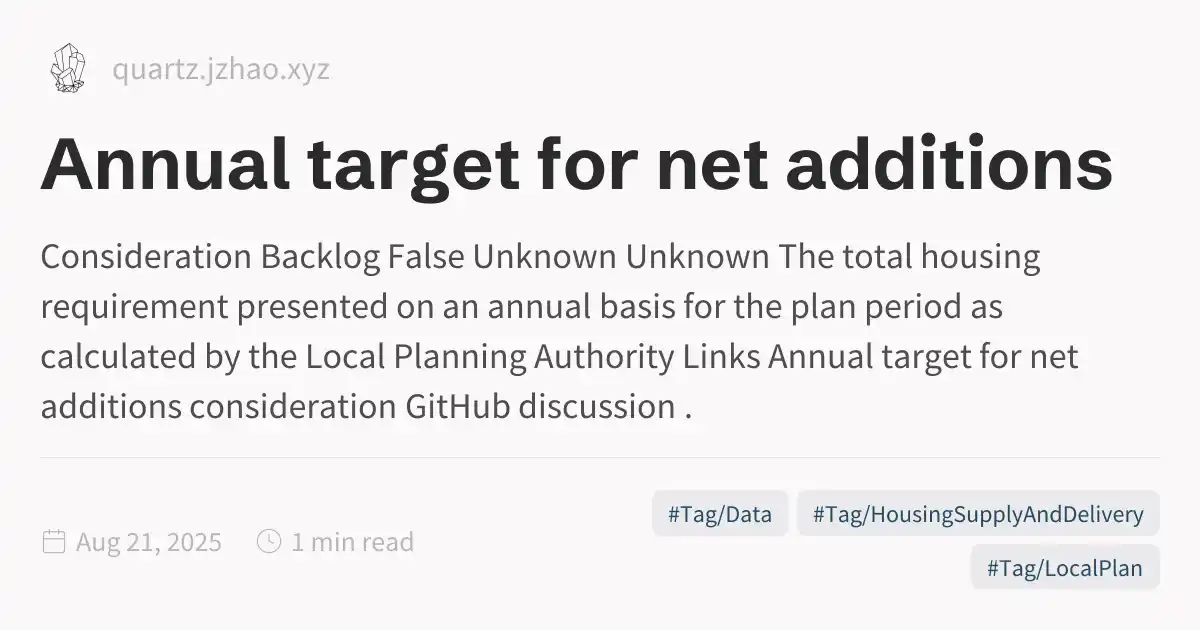 quartz.jzhao.xyz
Annual target for net additions
Consideration Backlog False Unknown Unknown The total housing
requirement presented on an annual basis for the plan period as
calculated by the Local Planning Authority Links Annual target for net
additions consideration GitHub discussion .
Aug 21, 2025
1 min read
#Tag/Data
#Tag/HousingSupplyAndDelivery
#Tag/LocalPlan